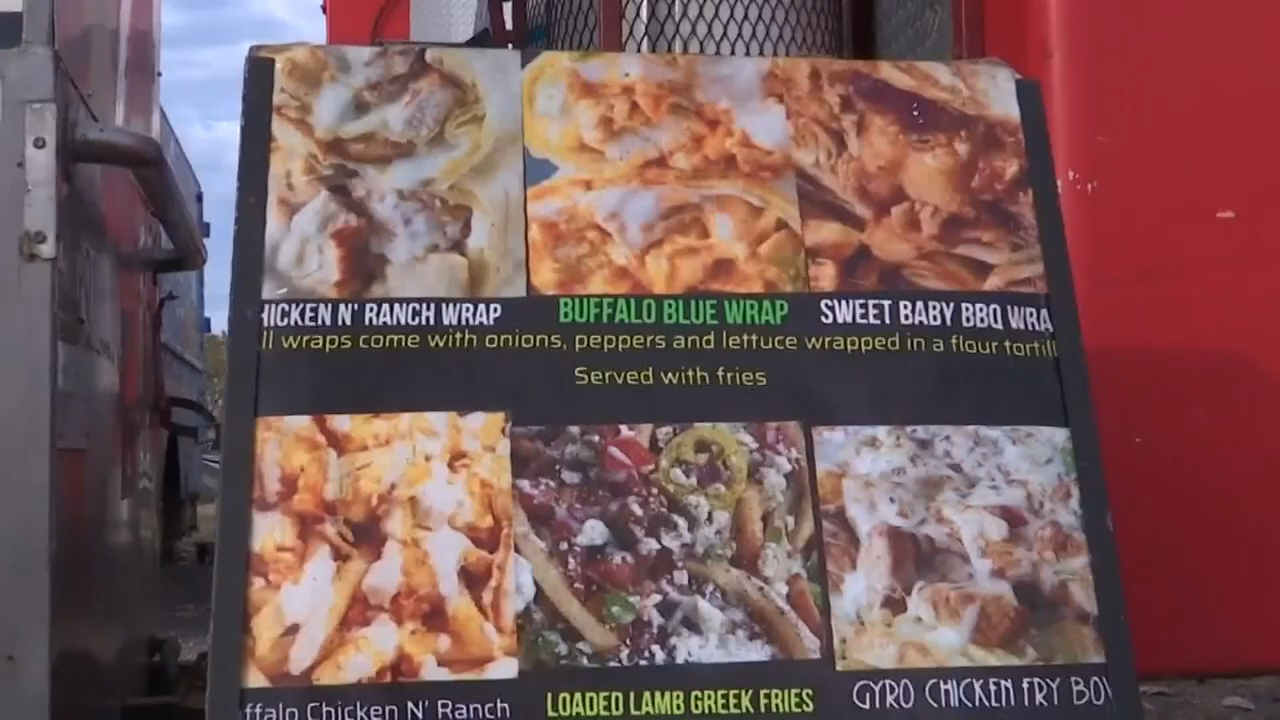 HICKEN N' RANCH WRAP BUFFALO BLUE WRAP SWEET BABY BBQ WRA
ll wraps come with onions, peppers and lettuce wrapped in a flour tortill
Served with fries
ffalo Chicken N' Ranch LOADED LAMB GREEK FRIES GYRO CHICKEN FRY BOW